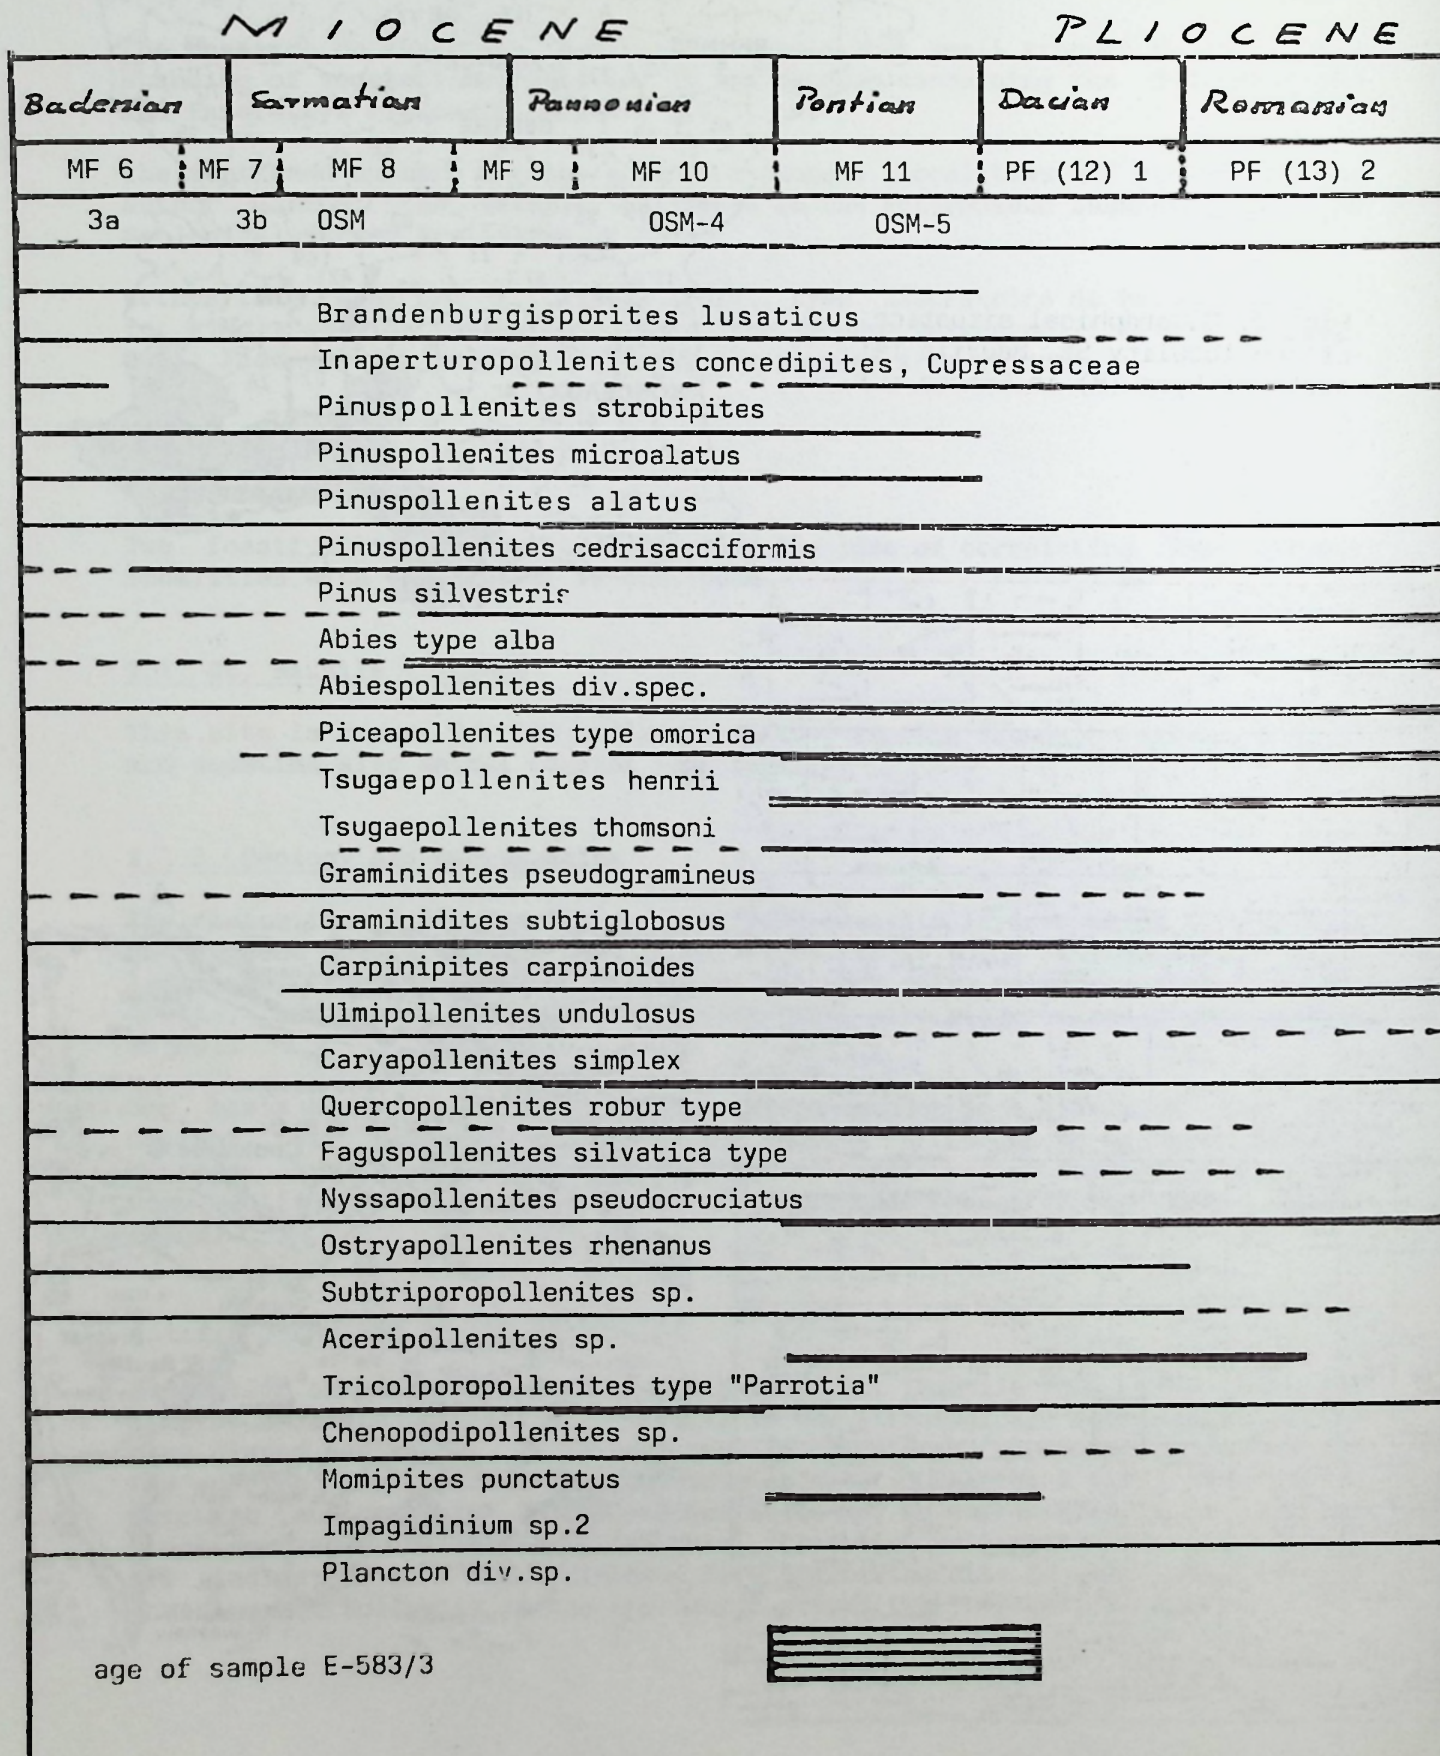 MIOCENE PLIOCENE
Badenian Sarmatian Pannonian Pontian Dacian Romanian
MF 6 MF 7 MF 8 MF 9 MF 10 MF 11 PF (12) 1 PF (13) 2
3a 3b OSM OSM-4 OSM-5
Brandenburgisporites lusaticus
Inaperturopollenites concedipites, Cupressaceae
Pinuspollenites strobipites
Pinuspollenites microalatus
Pinuspollenites alatus
Pinuspollenites cedrisacciformis
Pinus silvestris
Abies type alba
Abiespollenites div.spec.
Piceapollenites type omorica
Tsugaepollenites henrii
Tsugaepollenites thomsoni
Graminidites pseudogramineus
Graminidites subtiglobosus
Carpinipites carpinoides
Ulmipollenites undulosus
Caryapollenites simplex
Quercopollenites robur type
Faguspollenites silvatica type
Nyssapollenites pseudocruciatus
Ostryapollenites rhenanus
Subtriporopollenites sp.
Aceripollenites sp.
Tricolporopollenites type "Parrotia"
Chenopodipollenites sp.
Momipites punctatus
Impagidinium sp.2
Plancton div.sp.
age of sample E-583/3